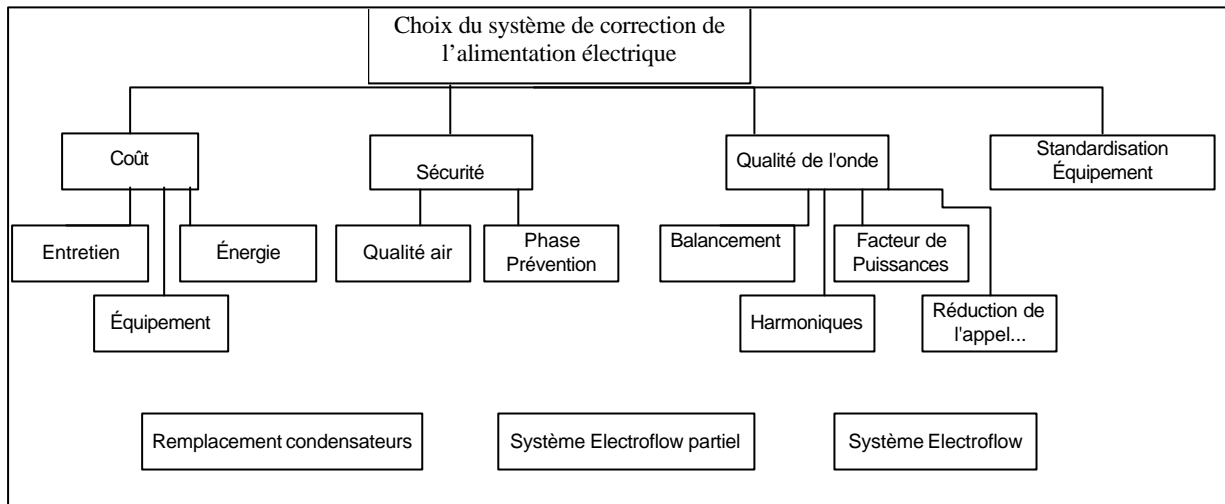 Choix du système de correction de
l'alimentation électrique
Coût
Sécurité
Qualité de l'onde
Standardisation
Équipement
Entretien
Énergie
Qualité air
Phase
Prévention
Balancement
Facteur de
Puissances
Équipement
Harmoniques
Réduction de
l'appel...
Remplacement condensateurs
Système Electroflow partiel
Système Electroflow